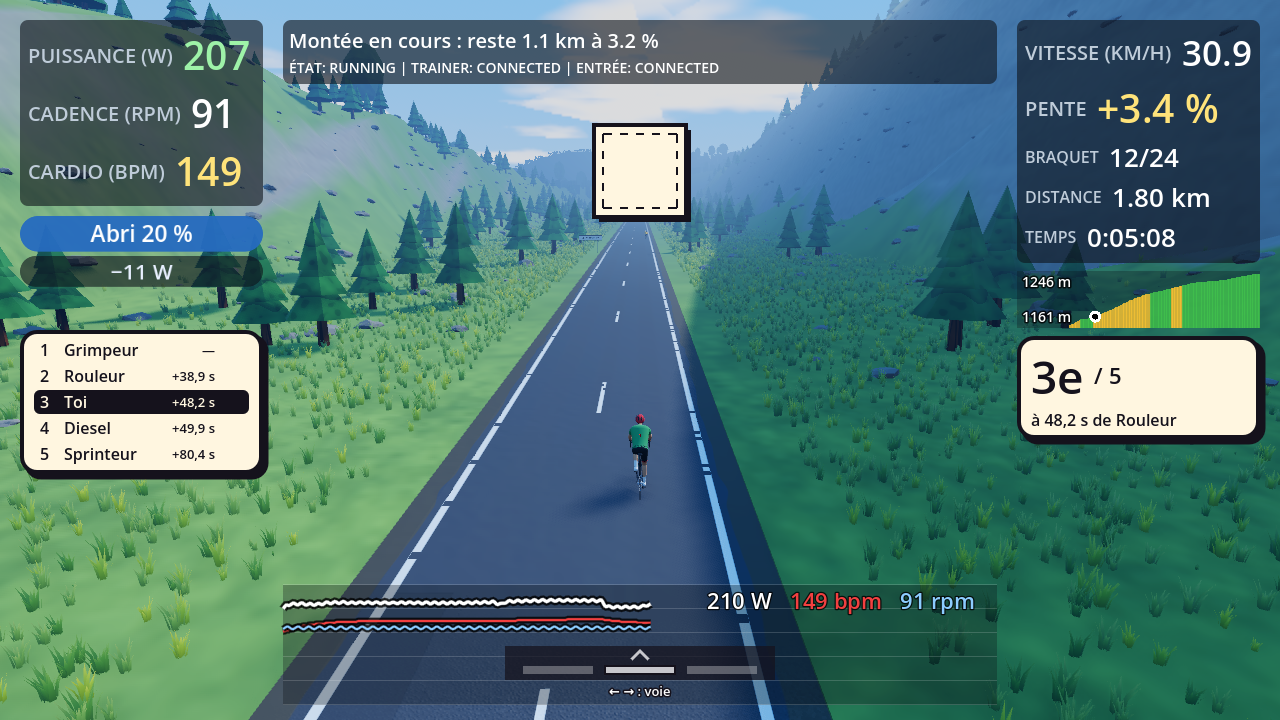 PUISSANCE (W) 207
CADENCE (RPM) 91
CARDIO (BPM) 149
Abri 20 %
−11 W
Montée en cours : reste 1.1 km à 3.2 %
ÉTAT: RUNNING | TRAINER: CONNECTED | ENTRÉE: CONNECTED
VITESSE (KM/H) 30.9
PENTE +3.4 %
BRAQUET 12/24
DISTANCE 1.80 km
TEMPS 0:05:08
1246 m
1161 m
1 Grimpeur —
2 Rouleur +38,9 s
3 Toi +48,2 s
4 Diesel +49,9 s
5 Sprinteur +80,4 s
3e / 5
à 48,2 s de Rouleur
210 W 149 bpm 91 rpm
← → : voie